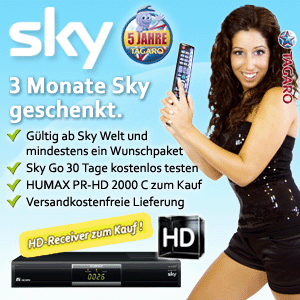 sky
5 JAHRE
TAGARO
TAGARO
3 Monate Sky
geschenkt.
Gültig ab Sky Welt und
mindestens ein Wunschpaket
Sky Go 30 Tage kostenlos testen
HUMAX PR-HD 2000 C zum Kauf
Versandkostenfreie Lieferung
HD-Receiver zum Kauf!
HD
0026
sky